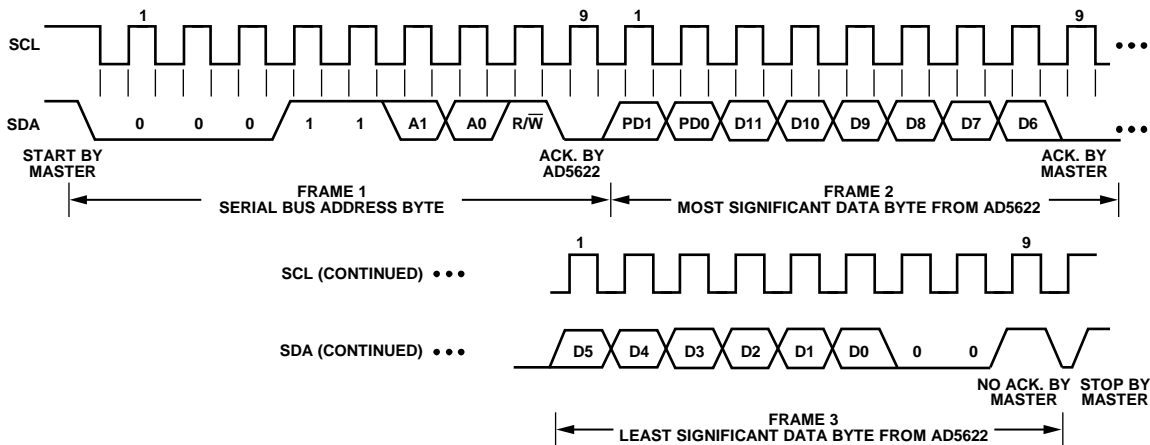 1 9 1 9
SCL
SDA 0 0 0 1 1 A1 A0 R/W̅ PD1 PD0 D11 D10 D9 D8 D7 D6
START BY
MASTER
ACK. BY
AD5622
ACK. BY
MASTER
FRAME 1
SERIAL BUS ADDRESS BYTE
FRAME 2
MOST SIGNIFICANT DATA BYTE FROM AD5622
1 9
SCL (CONTINUED)
SDA (CONTINUED) D5 D4 D3 D2 D1 D0 0 0
NO ACK. BY
MASTER
STOP BY
MASTER
FRAME 3
LEAST SIGNIFICANT DATA BYTE FROM AD5622